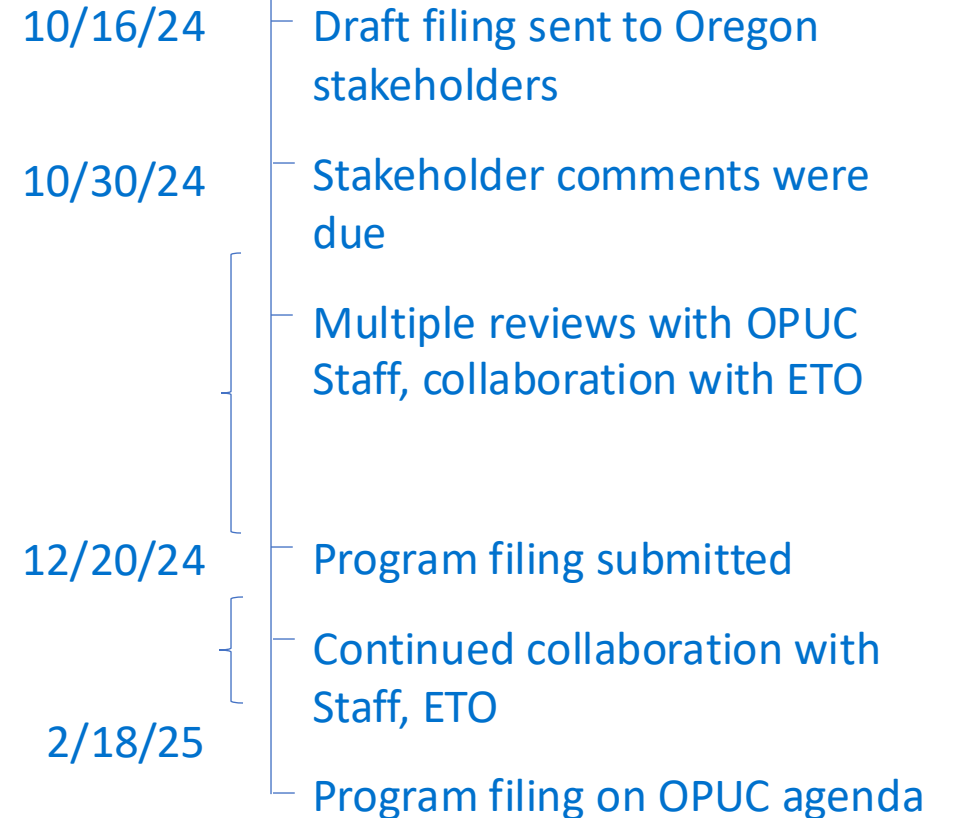 10/16/24
Draft filing sent to Oregon
stakeholders
10/30/24
Stakeholder comments were
due
Multiple reviews with OPUC
Staff, collaboration with ETO
12/20/24
Program filing submitted
Continued collaboration with
Staff, ETO
2/18/25
Program filing on OPUC agenda